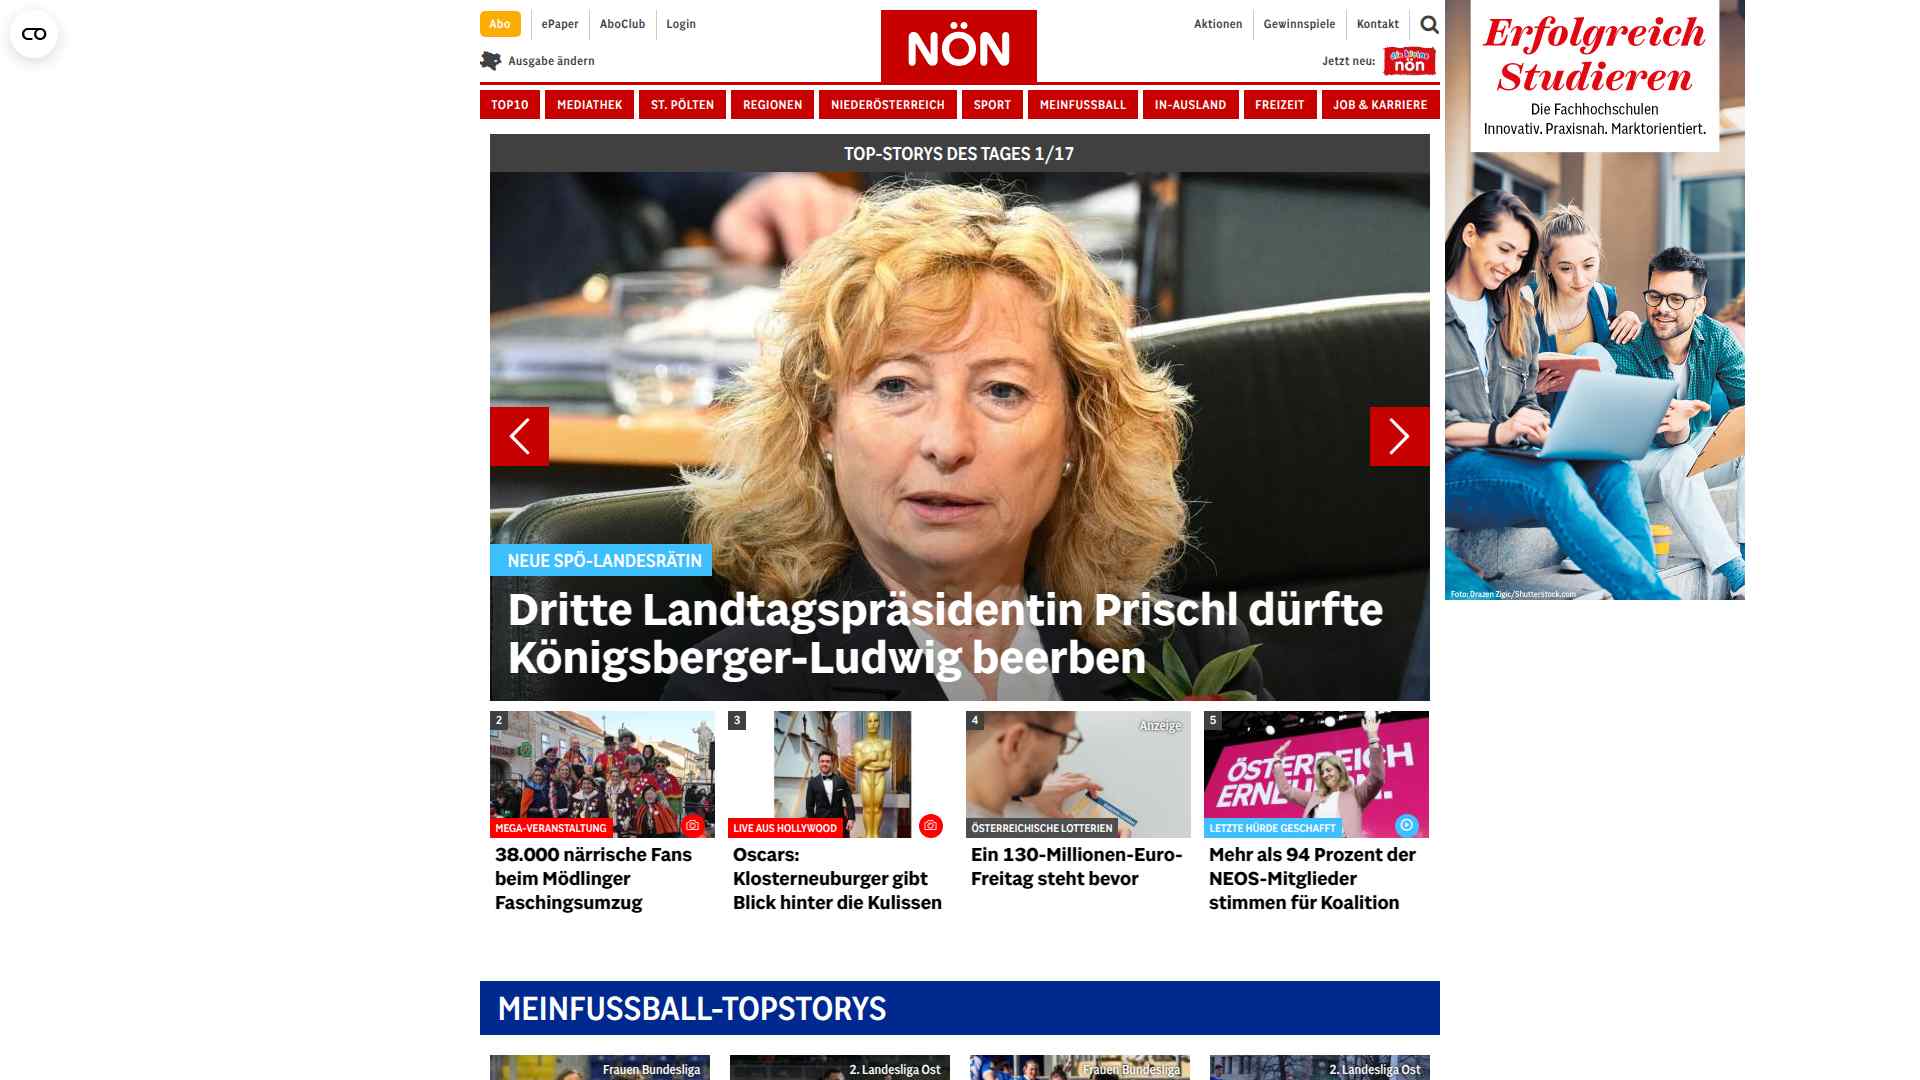 Abo
ePaper
AboClub
Login
Aktionen
Gewinnspiele
Kontakt
NÖN
Ausgabe ändern
Jetzt neu:
die kleine
nön
TOP10
MEDIATHEK
ST. PÖLTEN
REGIONEN
NIEDERÖSTERREICH
SPORT
MEINFUSSBALL
IN-AUSLAND
FREIZEIT
JOB & KARRIERE
Erfolgreich
Studieren
Die Fachhochschulen
Innovativ. Praxisnah. Marktorientiert.
Foto: Drazen Zigic/Shutterstock.com
TOP-STORYS DES TAGES 1/17
NEUE SPÖ-LANDESRÄTIN
Dritte Landtagspräsidentin Prischl dürfte
Königsberger-Ludwig beerben
2
MEGA-VERANSTALTUNG
38.000 närrische Fans
beim Mödlinger
Faschingsumzug
3
LIVE AUS HOLLYWOOD
Oscars:
Klosterneuburger gibt
Blick hinter die Kulissen
4
Anzeige
ÖSTERREICHISCHE LOTTERIEN
Ein 130-Millionen-Euro-
Freitag steht bevor
5
ÖSTERREICH
LETZTE HÜRDE GESCHAFFT
Mehr als 94 Prozent der
NEOS-Mitglieder
stimmen für Koalition
MEINFUSSBALL-TOPSTORYS
Frauen Bundesliga
2. Landesliga Ost
Frauen Bundesliga
2. Landesliga Ost